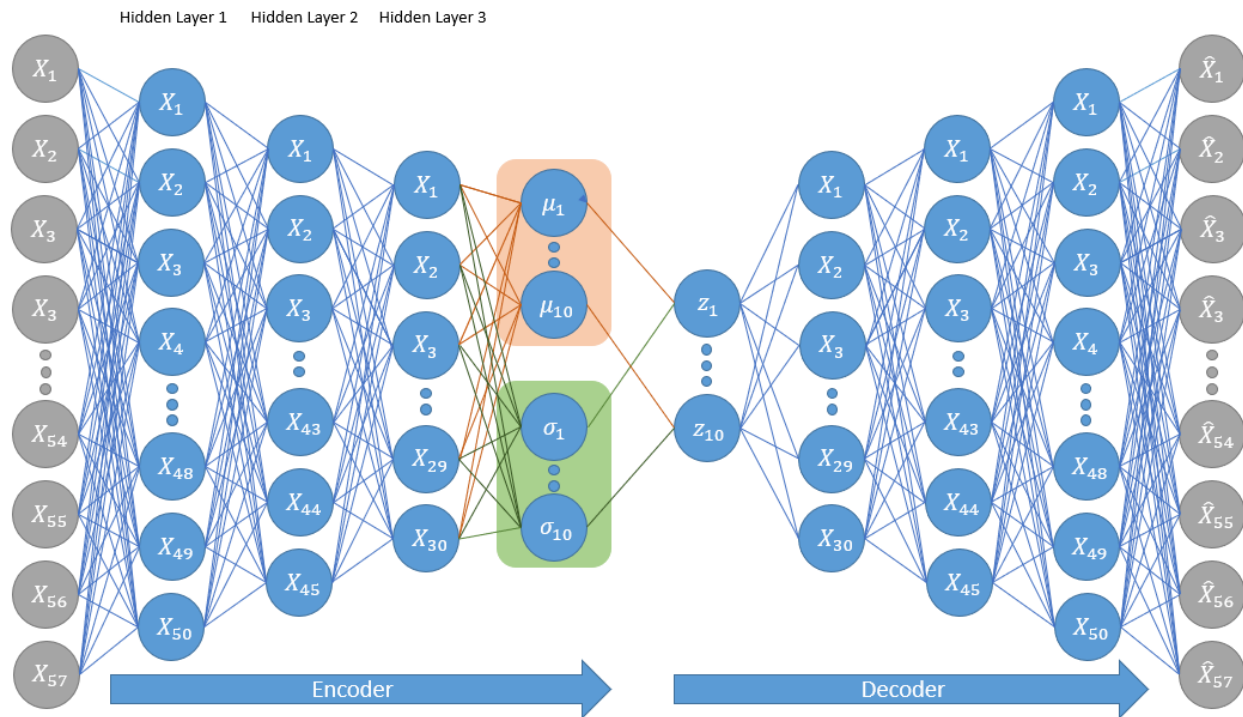 Hidden Layer 1 Hidden Layer 2 Hidden Layer 3
X₁
X₂
X₃
X₃
X₅₄
X₅₅
X₅₆
X₅₇
X₁
X₂
X₃
X₄
X₄₈
X₄₉
X₅₀
X₁
X₂
X₃
X₄₃
X₄₄
X₄₅
X₁
X₂
X₃
X₂₉
X₃₀
μ₁
μ₁₀
σ₁
σ₁₀
z₁
z₁₀
X₁
X₂
X₃
X₂₉
X₃₀
X₁
X₂
X₃
X₄₃
X₄₄
X₄₅
X₁
X₂
X₃
X₄
X₄₈
X₄₉
X₅₀
X̂₁
X̂₂
X̂₃
X̂₃
X̂₅₄
X̂₅₅
X̂₅₆
X̂₅₇
Encoder
Decoder